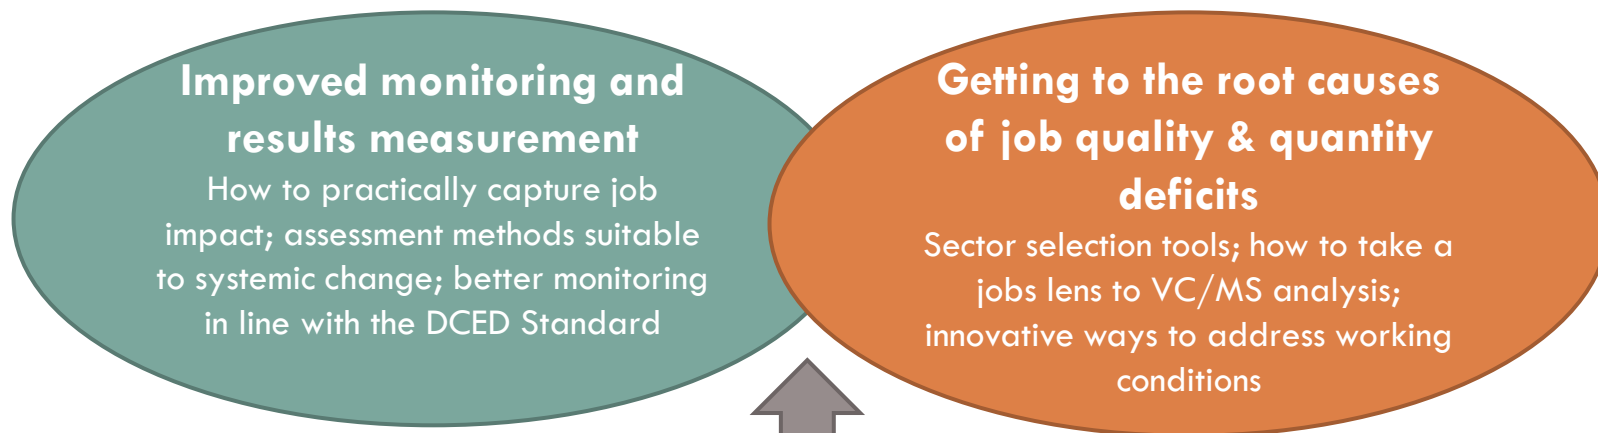 Improved monitoring and
results measurement
How to practically capture job
impact; assessment methods suitable
to systemic change; better monitoring
in line with the DCED Standard
Getting to the root causes
of job quality & quantity
deficits
Sector selection tools; how to take a
jobs lens to VC/MS analysis;
innovative ways to address working
conditions